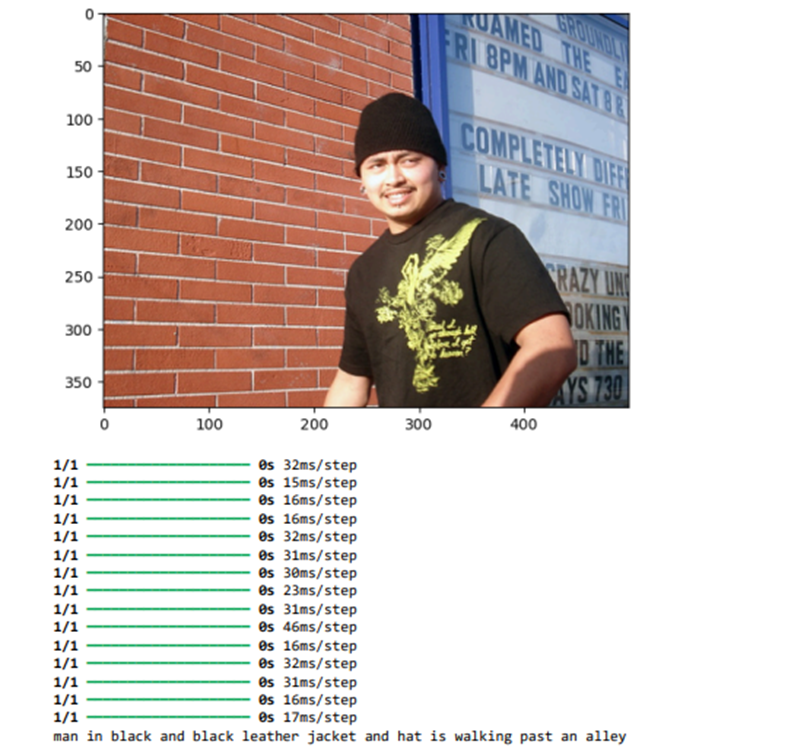 0
50
100
150
200
250
300
350
0 100 200 300 400
ROAMED GROUNDLI
THE EA
FRI 8PM AND SAT 8 &
COMPLETELY DIFF
LATE SHOW FRI
CRAZY UNC
OOKING
D THE
AYS 730
1/1 0s 32ms/step
1/1 0s 15ms/step
1/1 0s 16ms/step
1/1 0s 16ms/step
1/1 0s 32ms/step
1/1 0s 31ms/step
1/1 0s 30ms/step
1/1 0s 23ms/step
1/1 0s 31ms/step
1/1 0s 46ms/step
1/1 0s 16ms/step
1/1 0s 32ms/step
1/1 0s 31ms/step
1/1 0s 16ms/step
1/1 0s 17ms/step
man in black and black leather jacket and hat is walking past an alley